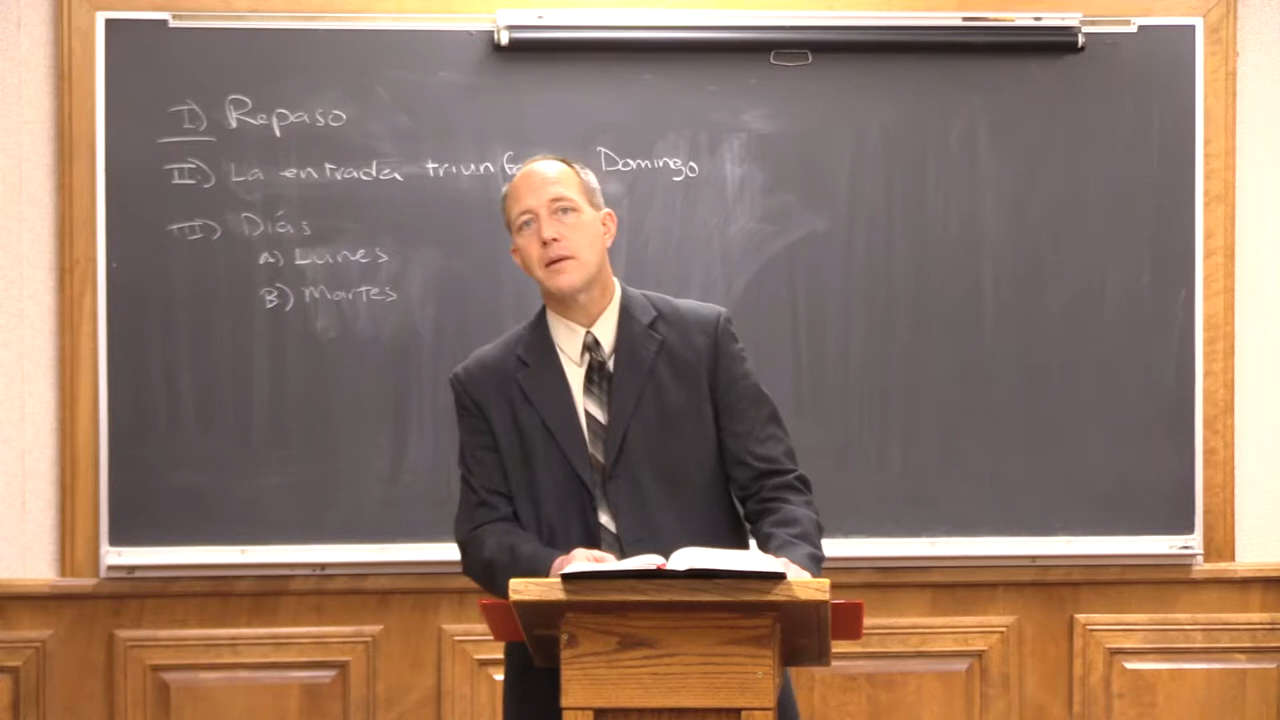 I) Repaso
II.) La entrada Domingo
III) Días
a) Lunes
B.) Martes